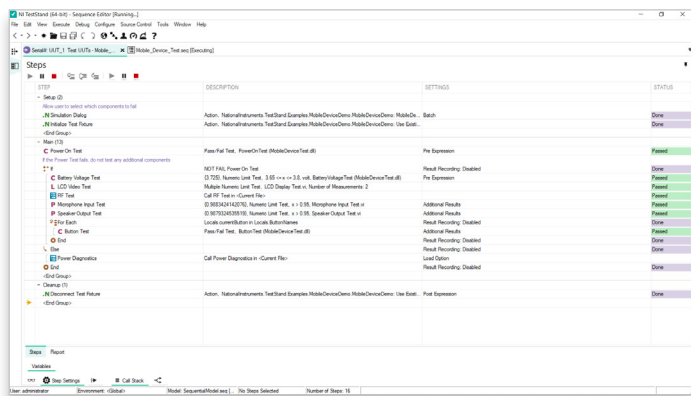 NI TestStand (64-bit) - Sequence Editor [Running...]
File Edit View Execute Debug Configure Source Control Tools Window Help
Serial#: UUT_1 Test UUTs - Mobile_... Mobile_Device_Test.seq [Executing]
Steps
STEP DESCRIPTION SETTINGS STATUS
Setup (2)
Allow user to select which components to fail
Simulation Dialog Action, NationalInstruments.TestStand.Examples.MobileDeviceDemo.MobileDeviceDemo: MobileDe... Batch Done
Initialize Test Fixture Action, NationalInstruments.TestStand.Examples.MobileDeviceDemo.MobileDeviceDemo: Use Existi... Done
<End Group>
Main (13)
Power On Test Pass/Fail Test, PowerOnTest (MobileDeviceTest.dll) Pre Expression Passed
If the Power Test fails, do not test any additional components
If NOT FAIL Power On Test Result Recording: Disabled Done
Battery Voltage Test (3.725), Numeric Limit Test, 3.65 <= x <= 3.8, volt, BatteryVoltageTest (MobileDeviceTest.dll) Pre Expression Passed
LCD Video Test Multiple Numeric Limit Test, LCD Display Test.vi, Number of Measurements: 2 Passed
RF Test Call RF Test in <Current File> Passed
Microphone Input Test Numeric Limit Test, x > 0.95, Microphone Input Test.vi Additional Results Passed
Speaker Output Test Numeric Limit Test, x > 0.95, Speaker Output Test.vi Additional Results Passed
For Each Locals.currentButton in Locals.ButtonNames Result Recording: Disabled Done
Button Test Pass/Fail Test, ButtonTest (MobileDeviceTest.dll) Additional Results Passed
End Result Recording: Disabled Done
Else Result Recording: Disabled
Power Diagnostics Call Power Diagnostics in <Current File> Load Option
End Result Recording: Disabled Done
<End Group>
Cleanup (1)
Disconnect Test Fixture Action, NationalInstruments.TestStand.Examples.MobileDeviceDemo.MobileDeviceDemo: Use Existi... Post Expression Done
<End Group>
Steps Report
Variables
Step Settings Call Stack
User: administrator Environment: <Global> Model: SequentialModel.seq [... No Steps Selected Number of Steps: 16